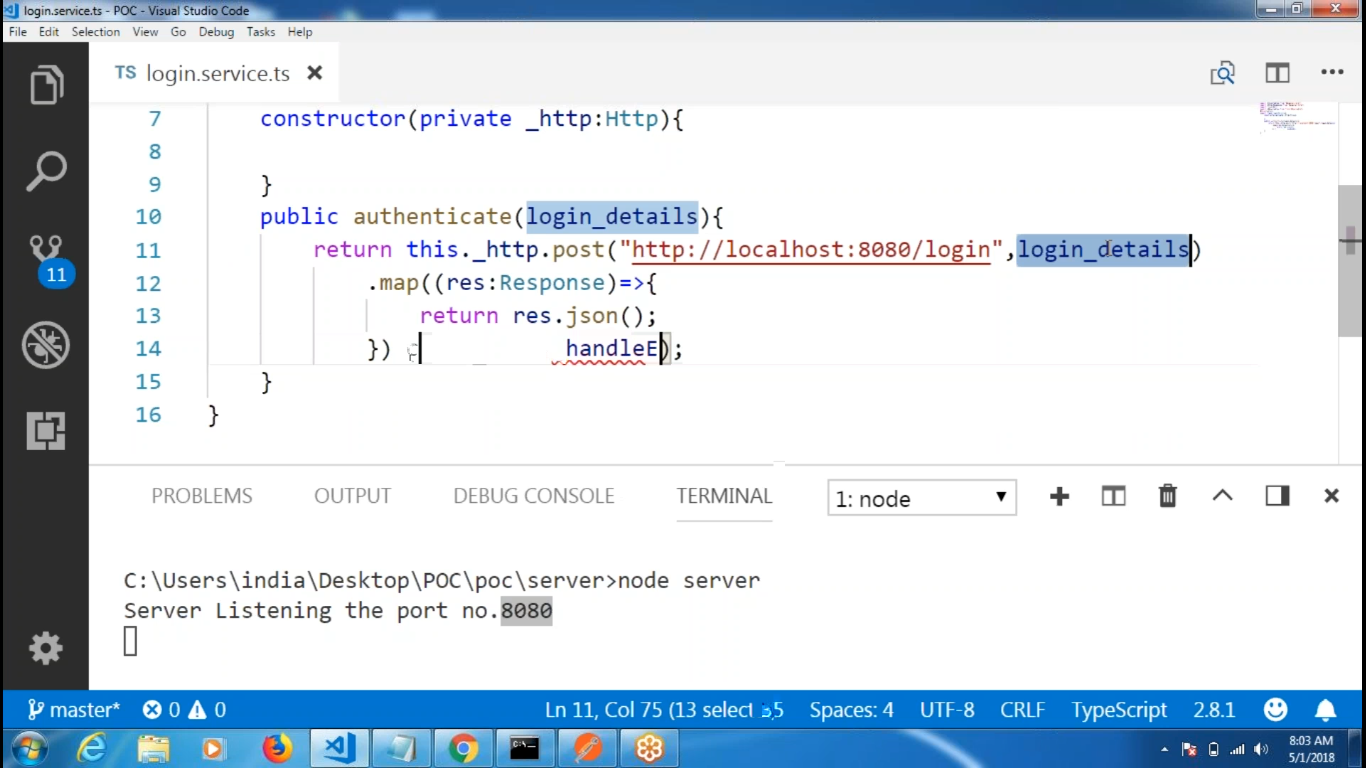 login.service.ts - POC - Visual Studio Code
File Edit Selection View Go Debug Tasks Help
TS login.service.ts
7 constructor(private _http:Http){
8
9 }
10 public authenticate(login_details){
11 return this._http.post("http://localhost:8080/login",login_details)
12 .map((res:Response)=>{
13 return res.json();
14 }) handleE);
15 }
16 }
11
PROBLEMS OUTPUT DEBUG CONSOLE TERMINAL 1: node
C:\Users\india\Desktop\POC\poc\server>node server
Server Listening the port no.8080
master* 0 0 Ln 11, Col 75 (13 select Spaces: 4 UTF-8 CRLF TypeScript 2.8.1
8:03 AM
5/1/2018